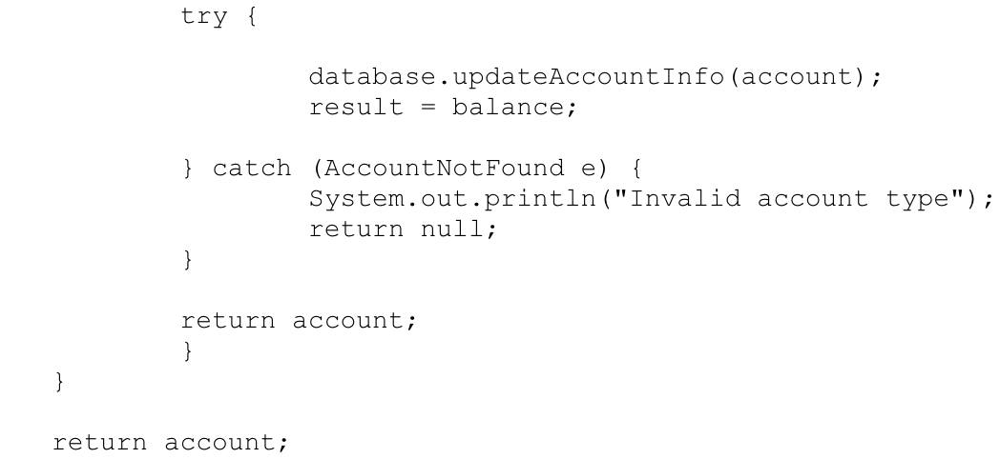 try {
database.updateAccountInfo(account);
result = balance;
} catch (AccountNotFound e) {
System.out.println("Invalid account type");
return null;
}
return account;
}
}
return account;